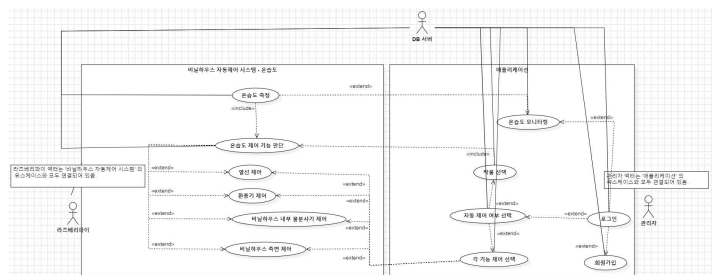 DB 서버
비닐하우스 자동제어 시스템 - 온습도
애플리케이션
온습도 측정
«extend»
«include»
온습도 모니터링
«extend»
온습도 제어 기능 판단
«include»
라즈베리파이 액터는 '비닐하우스 자동제어 시스템'의
유스케이스와 모두 연결되어 있음.
«extend»
열선 제어
작물 선택
관리자 액터는 '애플리케이션'의
유스케이스와 모두 연결되어 있음.
«extend»
환풍기 제어
«extend»
라즈베리파이
«extend»
비닐하우스 내부 물분사기 제어
자동 제어 여부 선택
«extend»
로그인
관리자
«extend»
비닐하우스 측면 제어
«extend»
«extend»
각 기능 제어 선택
«extend»
회원가입